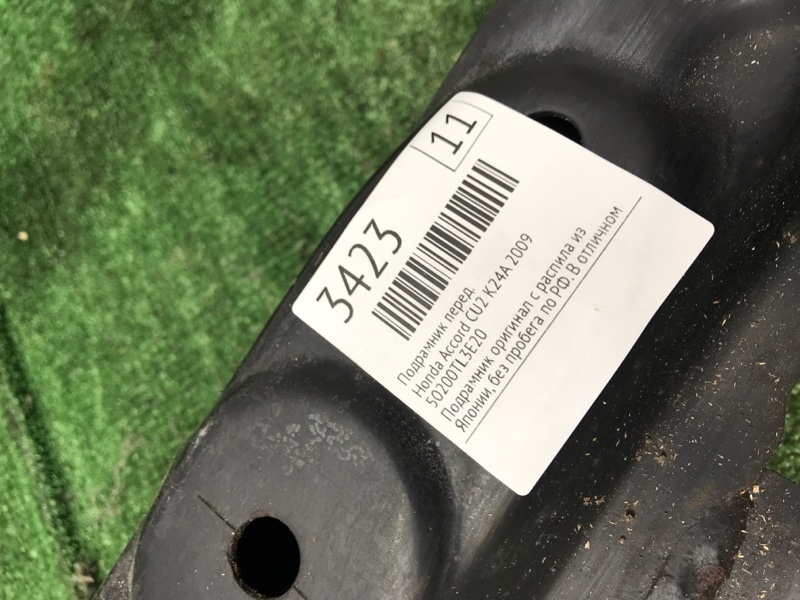 11
3423
Подрамник перед.
Honda Accord CU2 K24A 2009
50200TL3E20
Подрамник оригинал с распила из
Японии, без пробега по РФ. В отличном